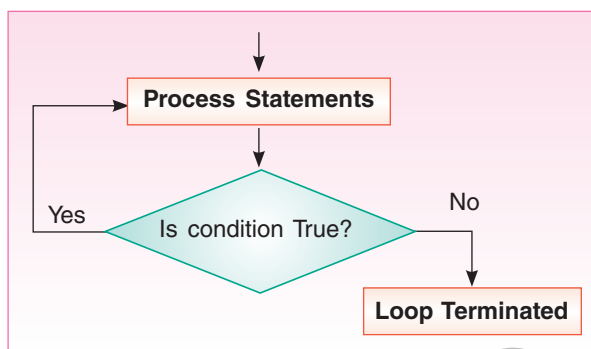 Process Statements
Is condition True?
Yes
No
Loop Terminated